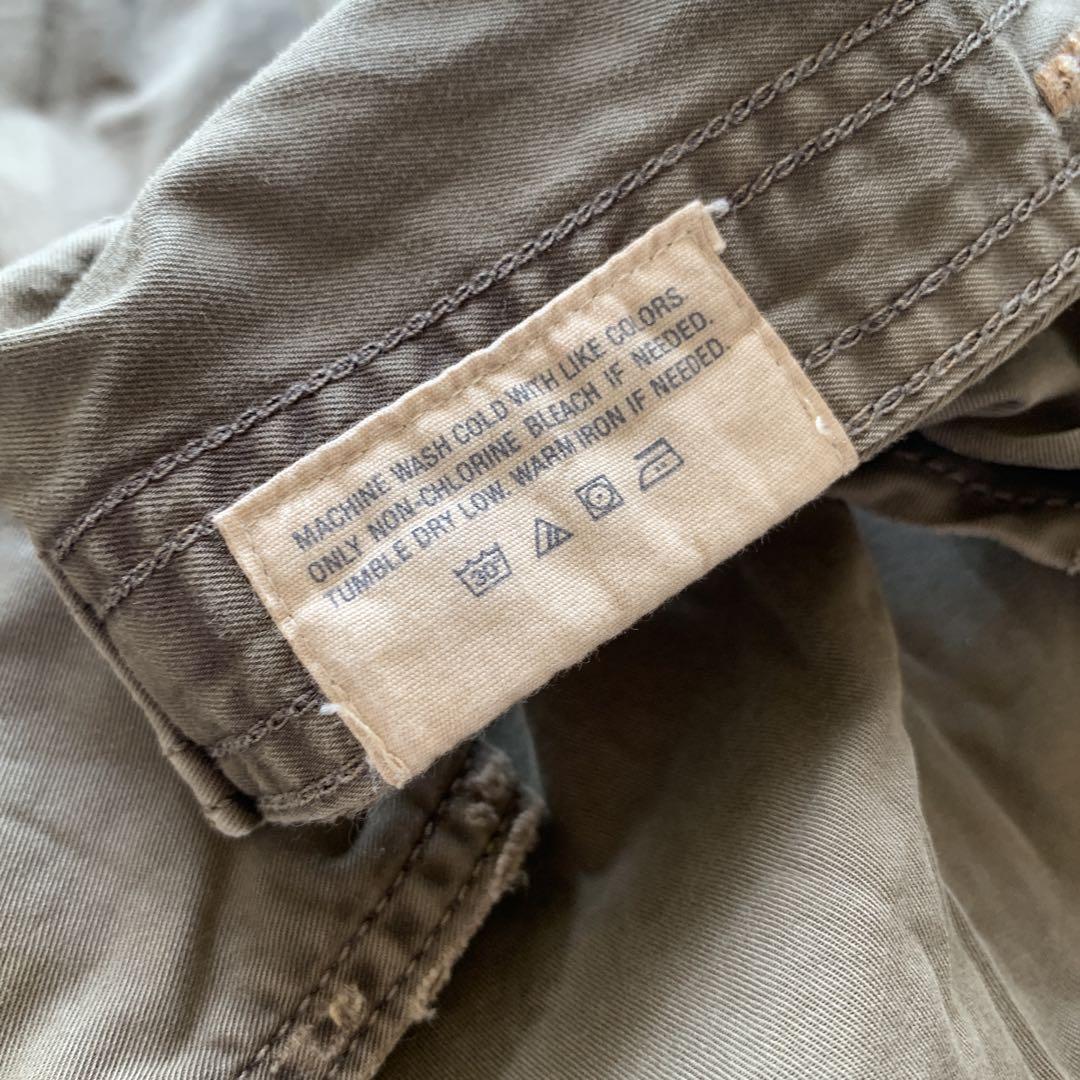 MACHINE WASH COLD WITH LIKE COLORS.
ONLY NON-CHLORINE BLEACH IF NEEDED.
TUMBLE DRY LOW. WARM IRON IF NEEDED.
30°